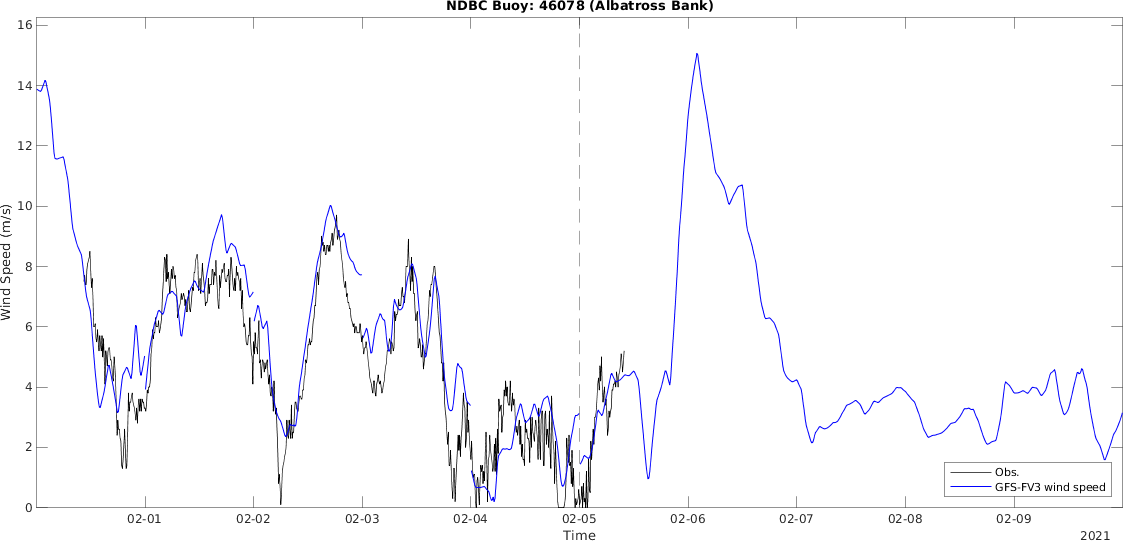 NDBC Buoy: 46078 (Albatross Bank)
16
14
12
10
8
6
4
2
0
Wind Speed (m/s)
02-01 02-02 02-03 02-04 02-05 02-06 02-07 02-08 02-09
Time
2021
Obs.
GFS-FV3 wind speed